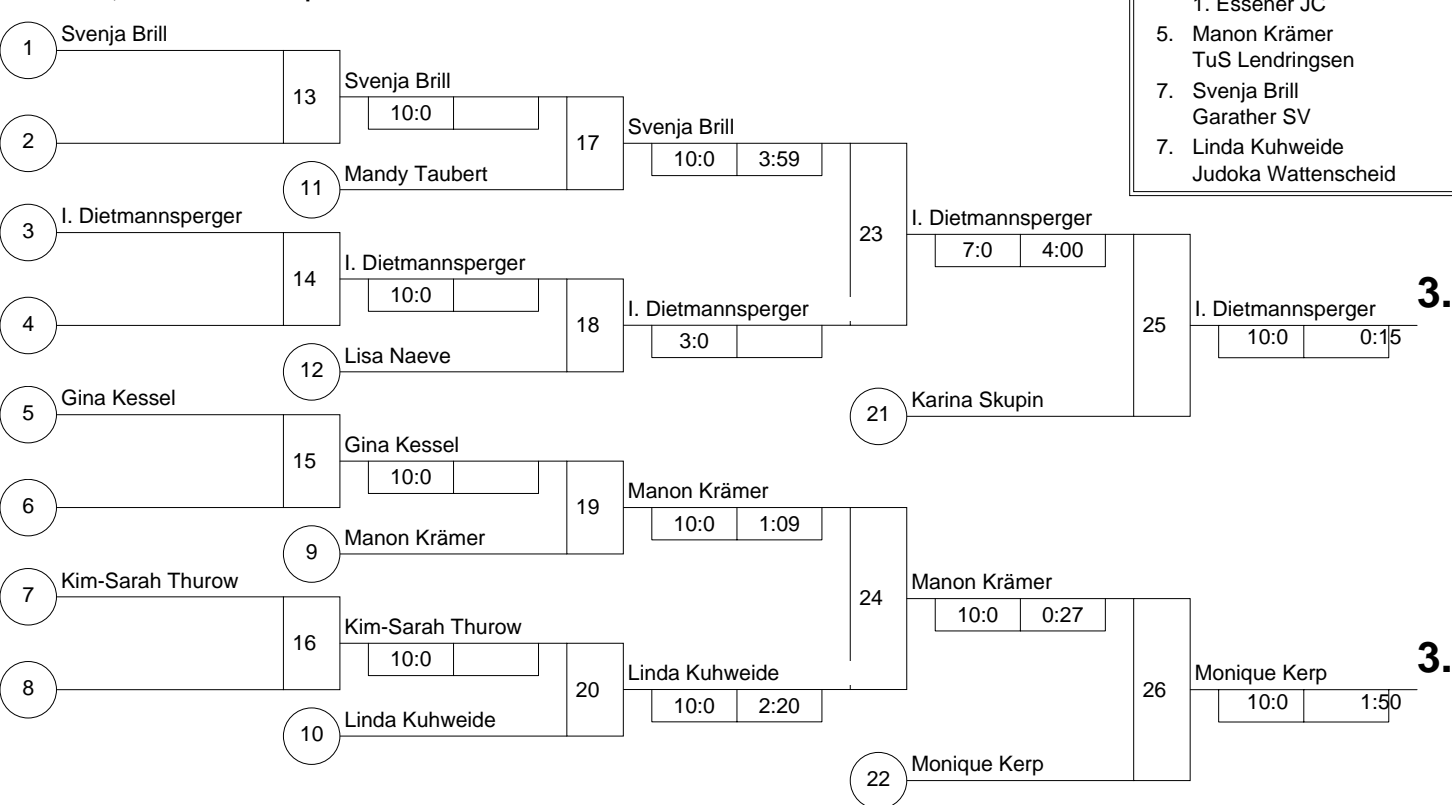 1. Essener JC
5. Manon Krämer
TuS Lendringsen
7. Svenja Brill
Garather SV
7. Linda Kuhweide
Judoka Wattenscheid
1 Svenja Brill
13
Svenja Brill
10:0
2
17
Svenja Brill
10:0 3:59
11 Mandy Taubert
3 I. Dietmannsperger
23
I. Dietmannsperger
7:0 4:00
14
I. Dietmannsperger
10:0
4
18
I. Dietmannsperger
3:0
25
I. Dietmannsperger 3.
10:0 0:15
12 Lisa Naeve
5 Gina Kessel
21 Karina Skupin
15
Gina Kessel
10:0
6
19
Manon Krämer
10:0 1:09
9 Manon Krämer
7 Kim-Sarah Thurow
24
Manon Krämer
10:0 0:27
16
Kim-Sarah Thurow
10:0
8
20
Linda Kuhweide
10:0 2:20
26
Monique Kerp 3.
10:0 1:50
10 Linda Kuhweide
22 Monique Kerp